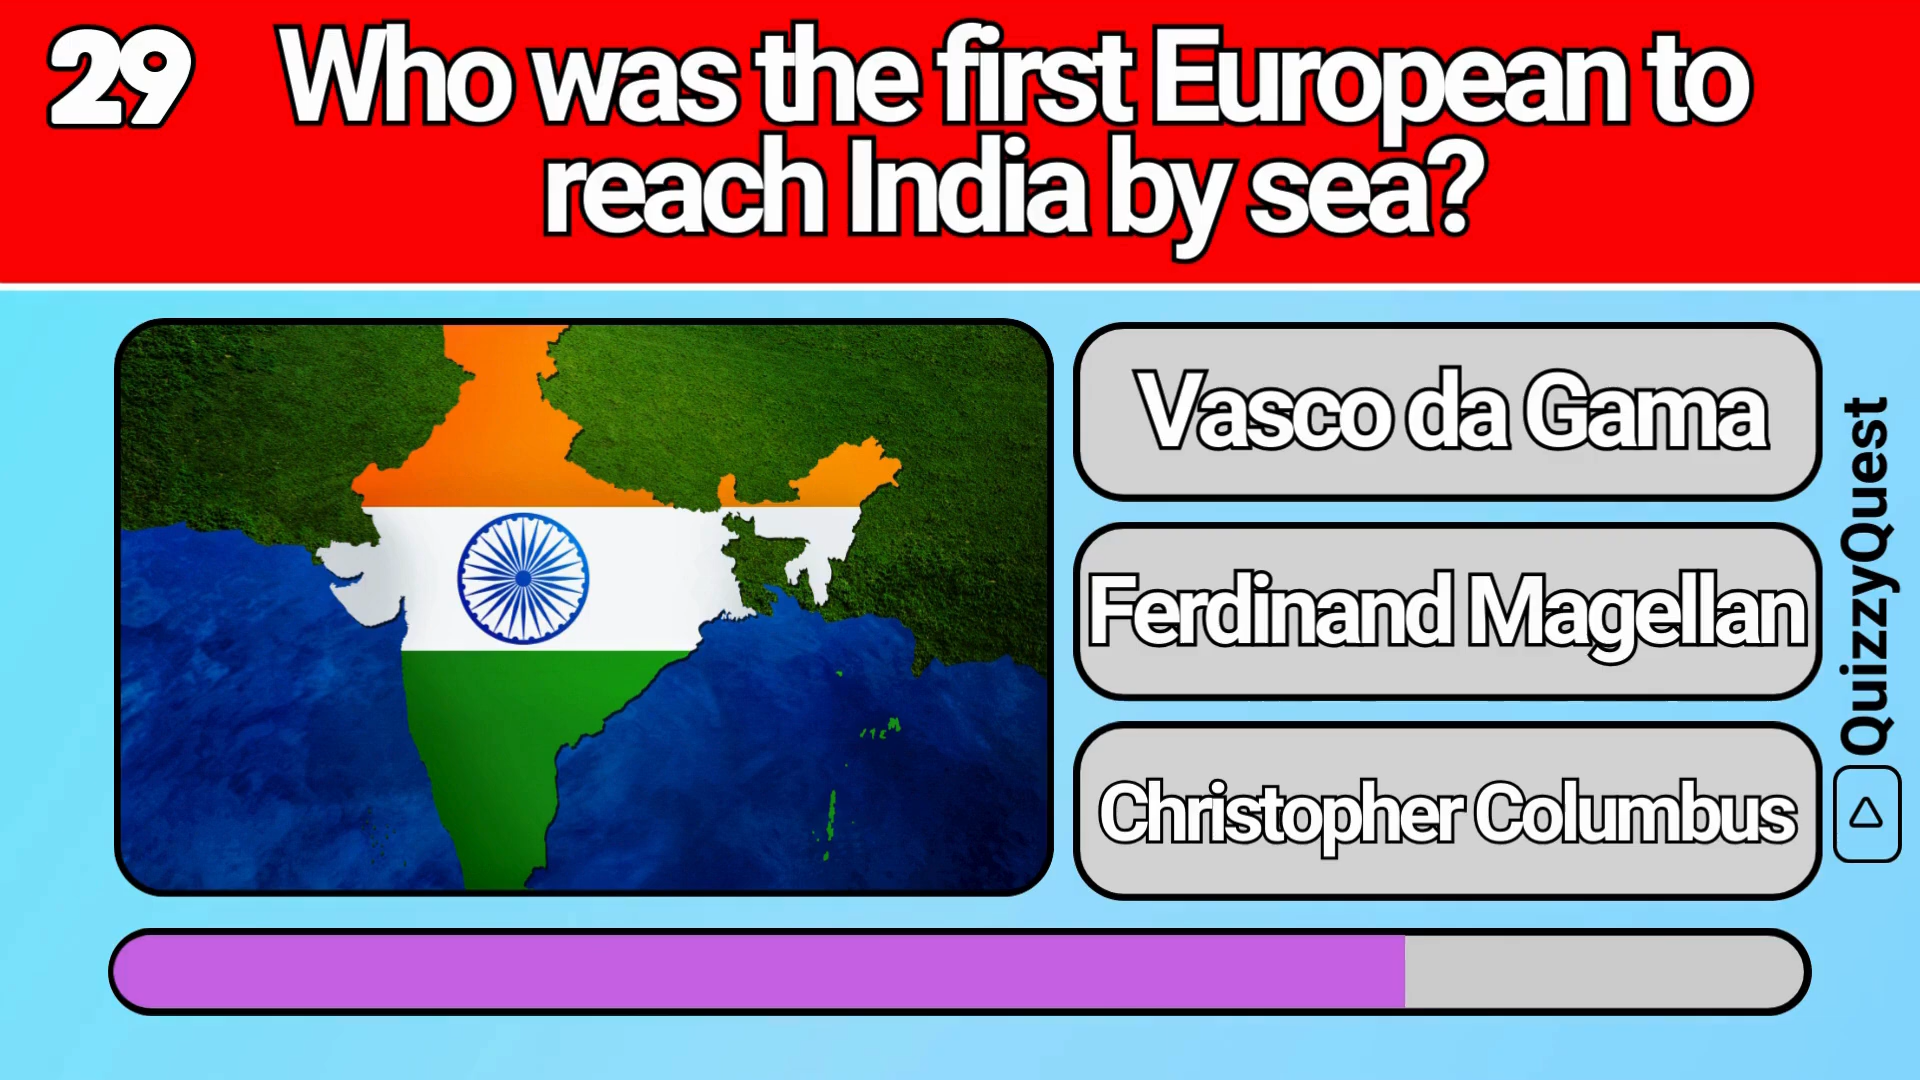 29
Who was the first European to
reach India by sea?
Vasco da Gama
Ferdinand Magellan
Christopher Columbus
QuizzyQuest